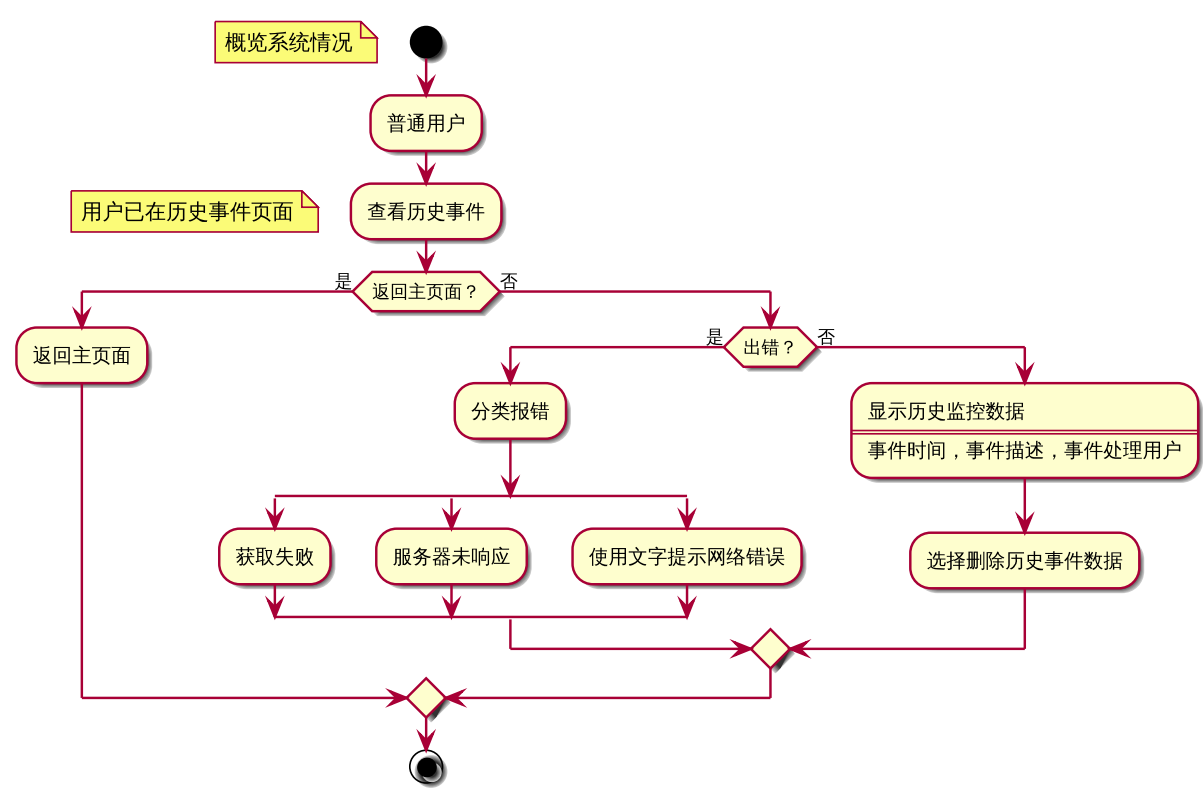 概览系统情况
普通用户
用户已在历史事件页面
查看历史事件
是
返回主页面？
否
返回主页面
是
出错？
否
分类报错
显示历史监控数据
事件时间，事件描述，事件处理用户
获取失败
服务器未响应
使用文字提示网络错误
选择删除历史事件数据